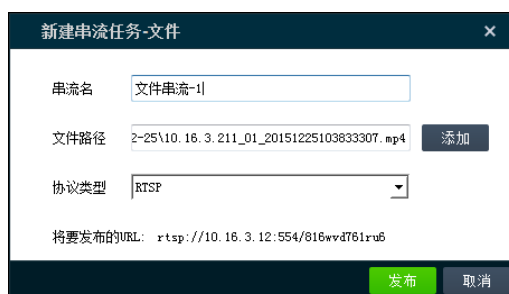 新建串流任务-文件 ×
串流名 文件串流-1
文件路径 2-25\10.16.3.211_01_20151225103833307.mp4 添加
协议类型 RTSP
将要发布的URL: rtsp://10.16.3.12:554/816wvd761ru6
发布 取消